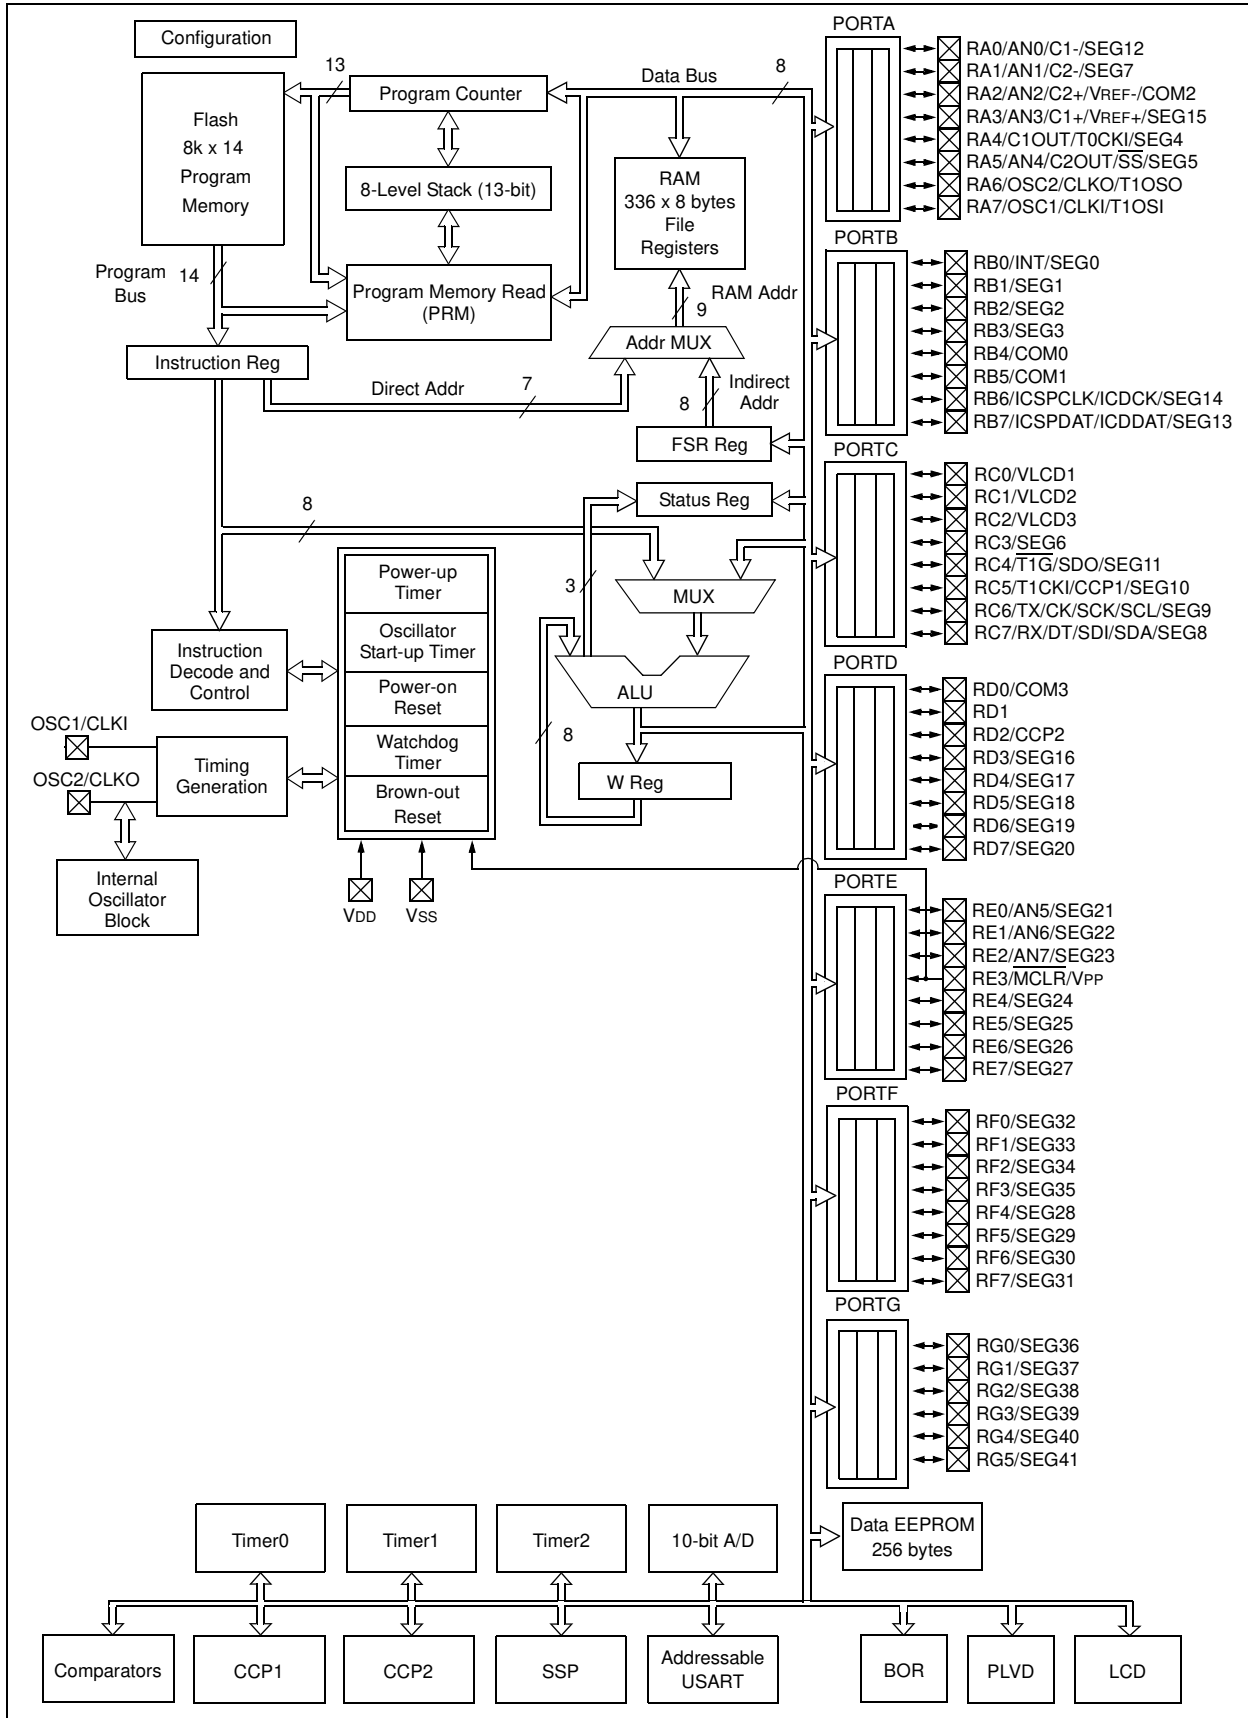 Configuration
13
Flash
8k x 14
Program
Memory
Program Counter
Data Bus
8
8-Level Stack (13-bit)
RAM
336 x 8 bytes
File
Registers
Program
Bus
14
Program Memory Read
(PRM)
RAM Addr
9
Addr MUX
Instruction Reg
Direct Addr
7
Indirect
Addr
8
FSR Reg
Status Reg
8
3
MUX
Power-up
Timer
Oscillator
Start-up Timer
Power-on
Reset
Watchdog
Timer
Brown-out
Reset
Instruction
Decode and
Control
ALU
8
W Reg
OSC1/CLKI
OSC2/CLKO
Timing
Generation
Internal
Oscillator
Block
VDD
VSS
PORTA
RA0/AN0/C1-/SEG12
RA1/AN1/C2-/SEG7
RA2/AN2/C2+/VREF-/COM2
RA3/AN3/C1+/VREF+/SEG15
RA4/C1OUT/T0CKI/SEG4
RA5/AN4/C2OUT/SS/SEG5
RA6/OSC2/CLKO/T1OSO
RA7/OSC1/CLKI/T1OSI
PORTB
RB0/INT/SEG0
RB1/SEG1
RB2/SEG2
RB3/SEG3
RB4/COM0
RB5/COM1
RB6/ICSPCLK/ICDCK/SEG14
RB7/ICSPDAT/ICDDAT/SEG13
PORTC
RC0/VLCD1
RC1/VLCD2
RC2/VLCD3
RC3/SEG6
RC4/T1G/SDO/SEG11
RC5/T1CKI/CCP1/SEG10
RC6/TX/CK/SCK/SCL/SEG9
RC7/RX/DT/SDI/SDA/SEG8
PORTD
RD0/COM3
RD1
RD2/CCP2
RD3/SEG16
RD4/SEG17
RD5/SEG18
RD6/SEG19
RD7/SEG20
PORTE
RE0/AN5/SEG21
RE1/AN6/SEG22
RE2/AN7/SEG23
RE3/MCLR/VPP
RE4/SEG24
RE5/SEG25
RE6/SEG26
RE7/SEG27
PORTF
RF0/SEG32
RF1/SEG33
RF2/SEG34
RF3/SEG35
RF4/SEG28
RF5/SEG29
RF6/SEG30
RF7/SEG31
PORTG
RG0/SEG36
RG1/SEG37
RG2/SEG38
RG3/SEG39
RG4/SEG40
RG5/SEG41
Data EEPROM
256 bytes
Timer0
Timer1
Timer2
10-bit A/D
Comparators
CCP1
CCP2
SSP
Addressable
USART
BOR
PLVD
LCD